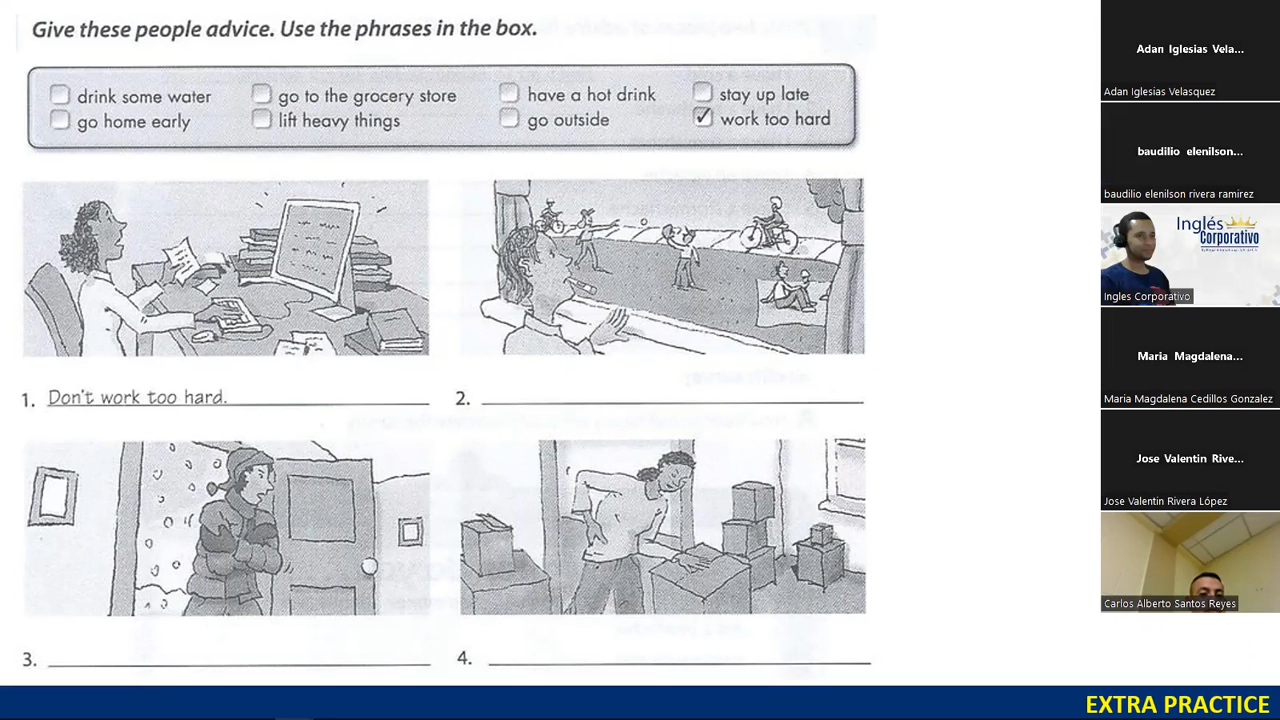 Give these people advice. Use the phrases in the box.
drink some water
go to the grocery store
have a hot drink
stay up late
go home early
lift heavy things
go outside
work too hard
1. Don't work too hard.
2.
3.
4.
EXTRA PRACTICE
Adan Iglesias Vela...
Adan Iglesias Velasquez
baudilio elenilson...
baudilio elenilson rivera ramirez
Inglés
Corporativo
Ingles Corporativo
Maria Magdalena...
Maria Magdalena Cedillos Gonzalez
Jose Valentin Rive...
Jose Valentin Rivera López
Carlos Alberto Santos Reyes